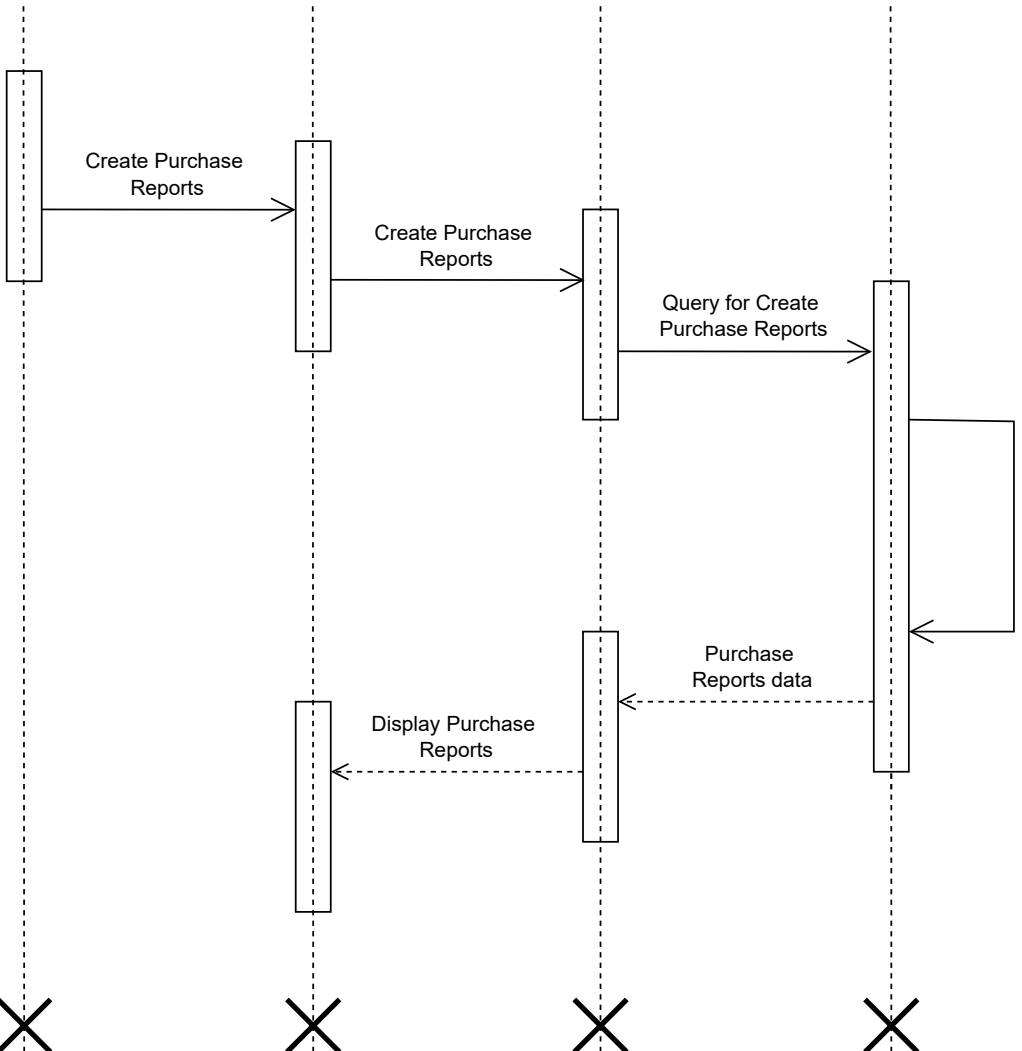 Create Purchase
Reports
Create Purchase
Reports
Query for Create
Purchase Reports
Purchase
Reports data
Display Purchase
Reports